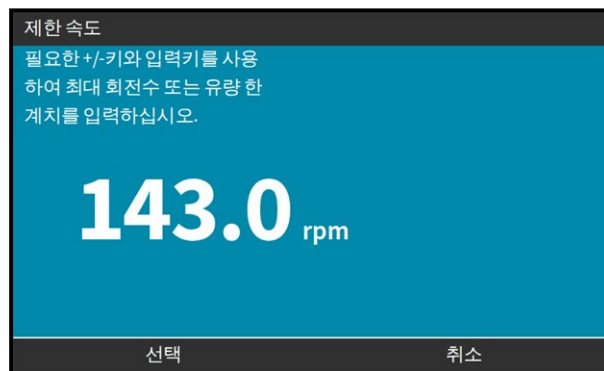 제한 속도
필요한 +/-키와 입력키를 사용
하여 최대 회전수 또는 유량 한
계치를 입력하십시오.
143.0 rpm
선택 취소